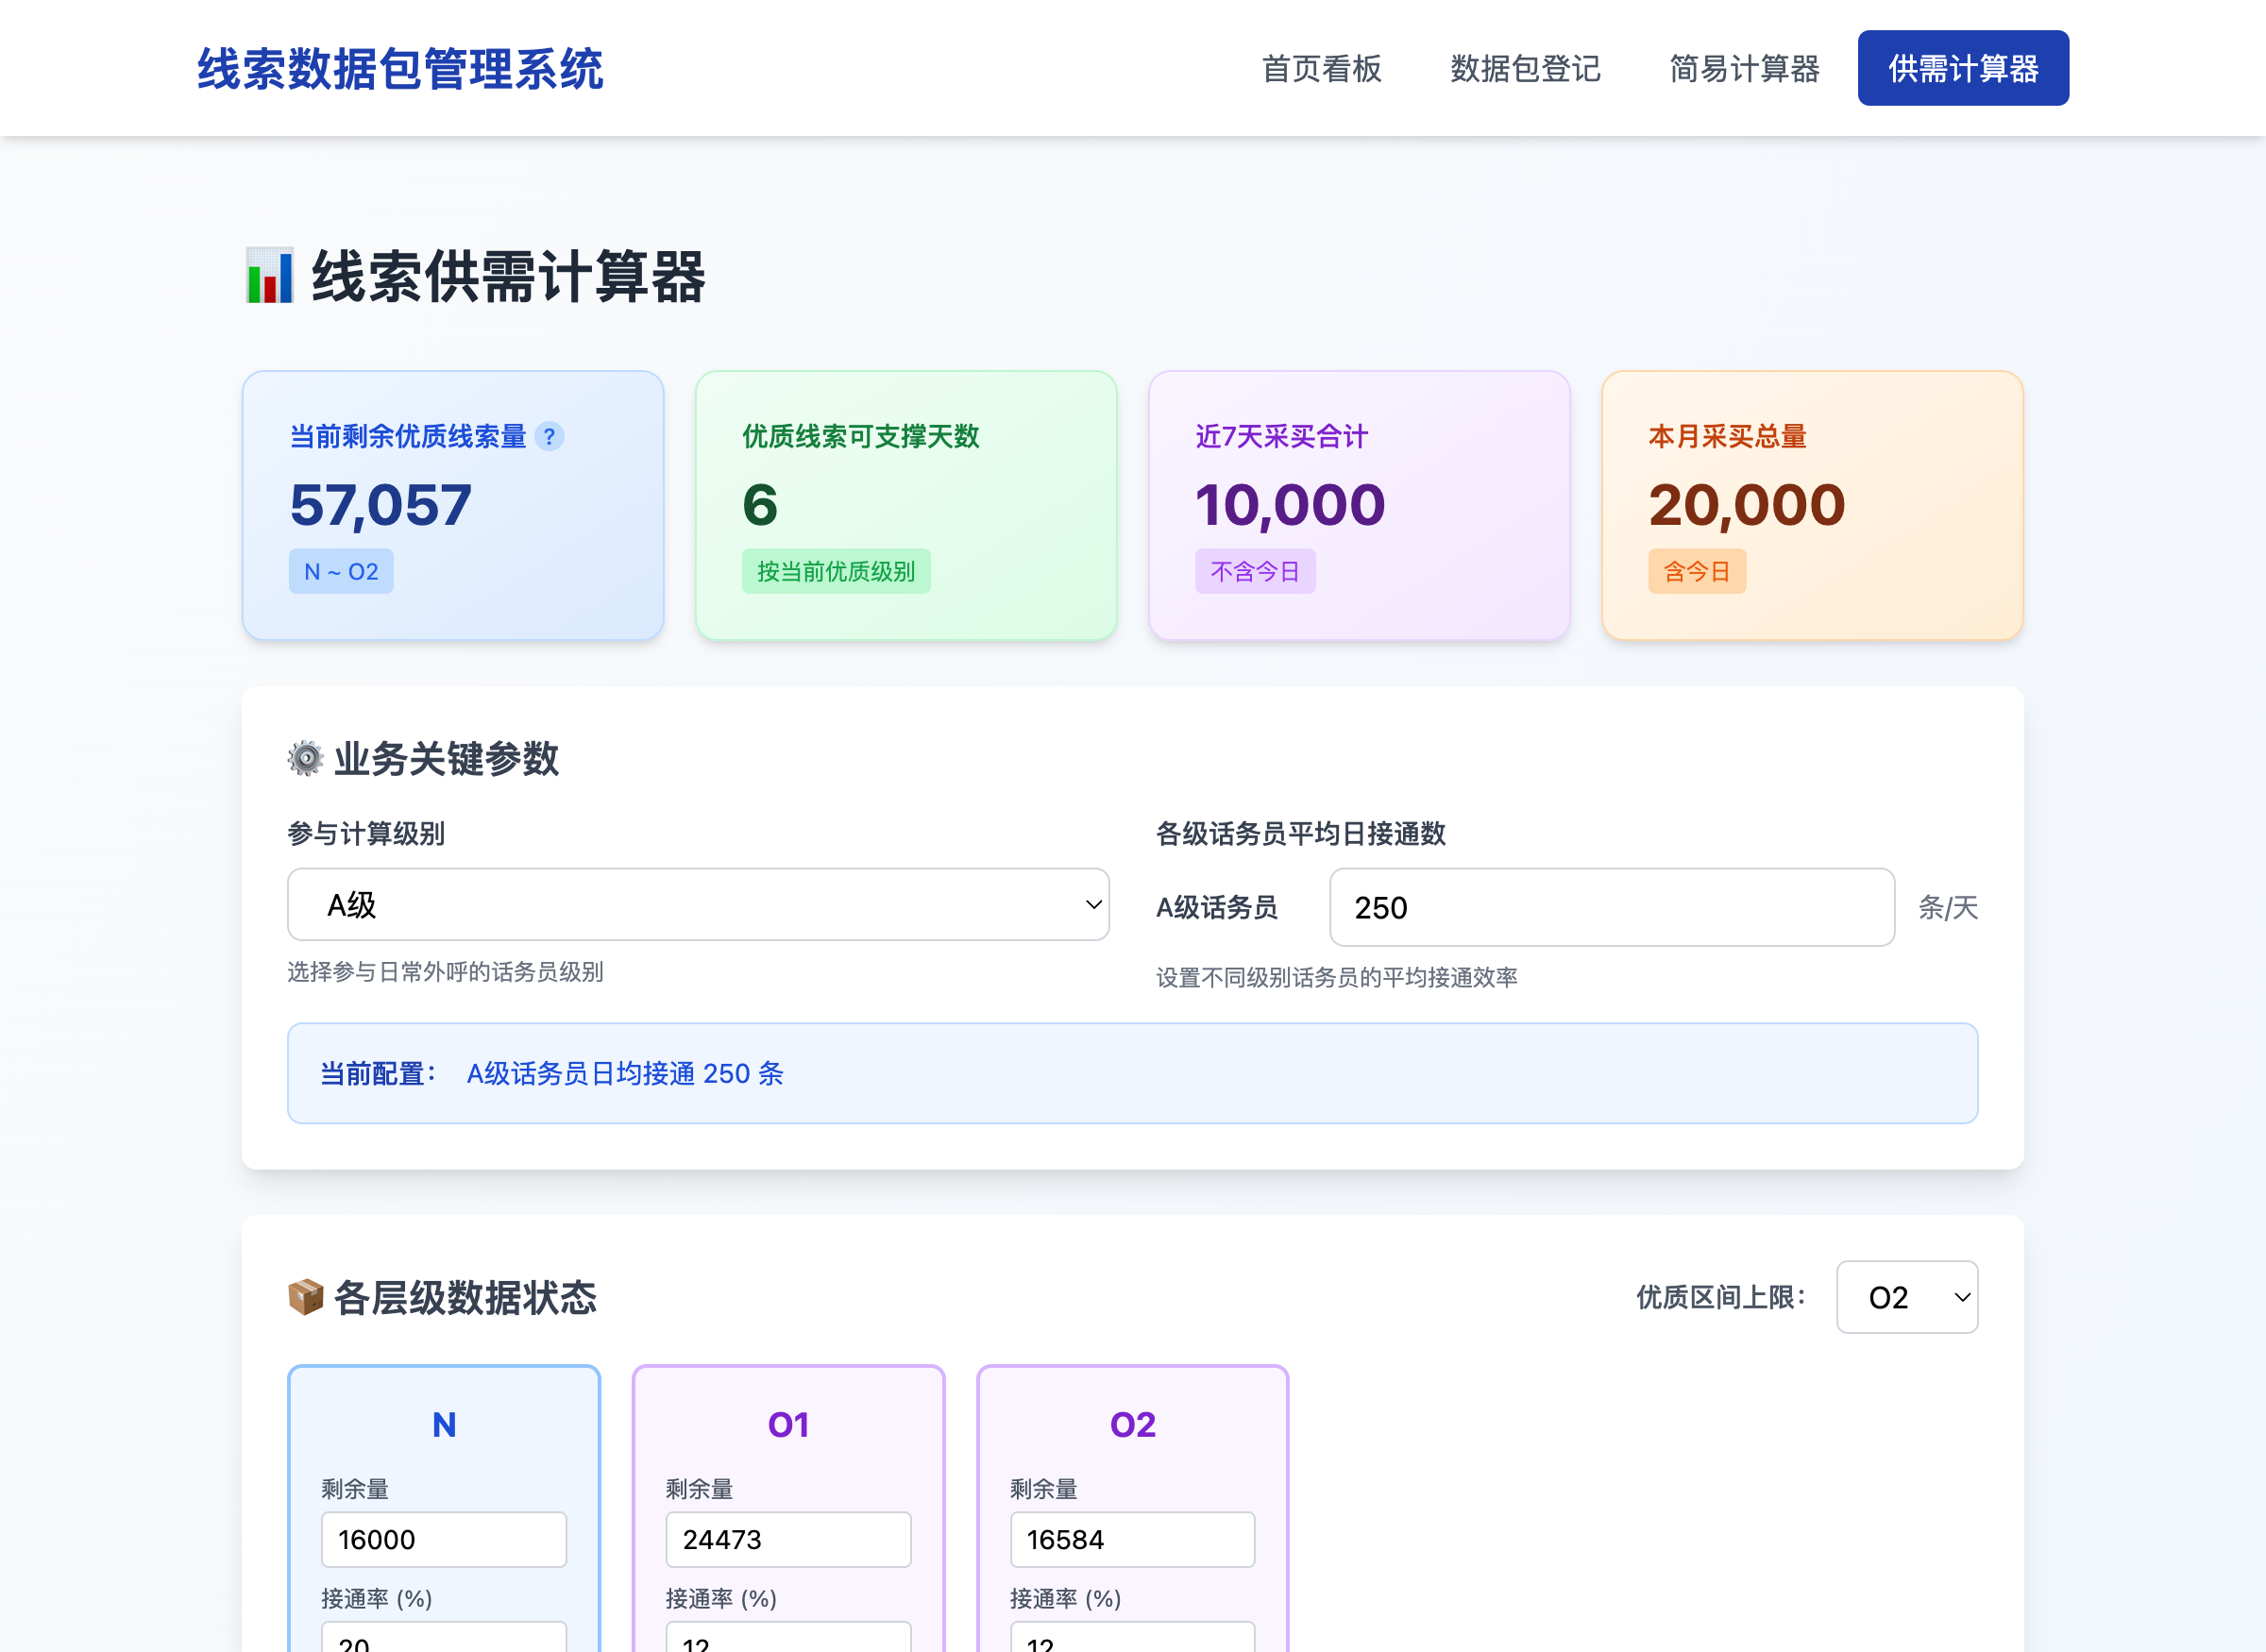 线索数据包管理系统
首页看板 数据包登记 简易计算器 供需计算器
线索供需计算器
当前剩余优质线索量 ?
57,057
N ~ O2
优质线索可支撑天数
6
按当前优质级别
近7天采买合计
10,000
不含今日
本月采买总量
20,000
含今日
业务关键参数
参与计算级别
A级
选择参与日常外呼的话务员级别
各级话务员平均日接通数
A级话务员 250 条/天
设置不同级别话务员的平均接通效率
当前配置： A级话务员日均接通 250 条
各层级数据状态
优质区间上限： O2
N
剩余量
16000
接通率 (%)
20
O1
剩余量
24473
接通率 (%)
12
O2
剩余量
16584
接通率 (%)
12